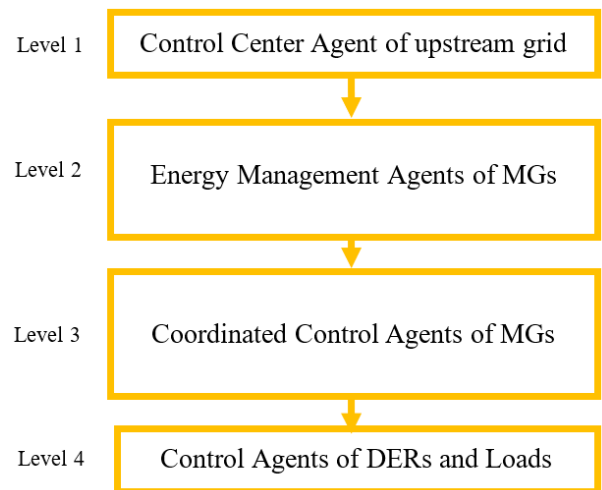 Level 1
Control Center Agent of upstream grid
Level 2
Energy Management Agents of MGs
Level 3
Coordinated Control Agents of MGs
Level 4
Control Agents of DERs and Loads